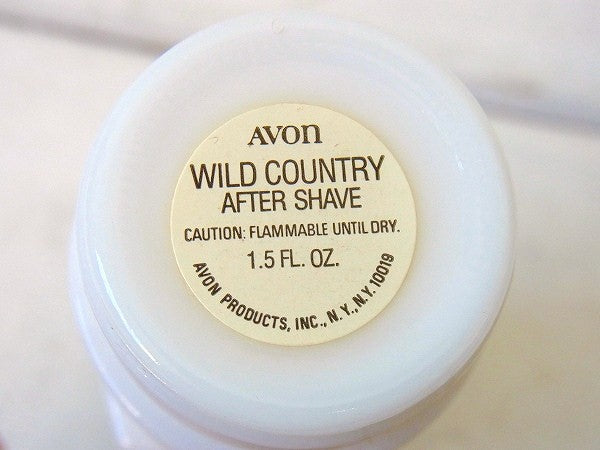 AVON
WILD COUNTRY
AFTER SHAVE
CAUTION: FLAMMABLE UNTIL DRY.
1.5 FL. OZ.
AVON PRODUCTS, INC., N.Y., N.Y. 10019